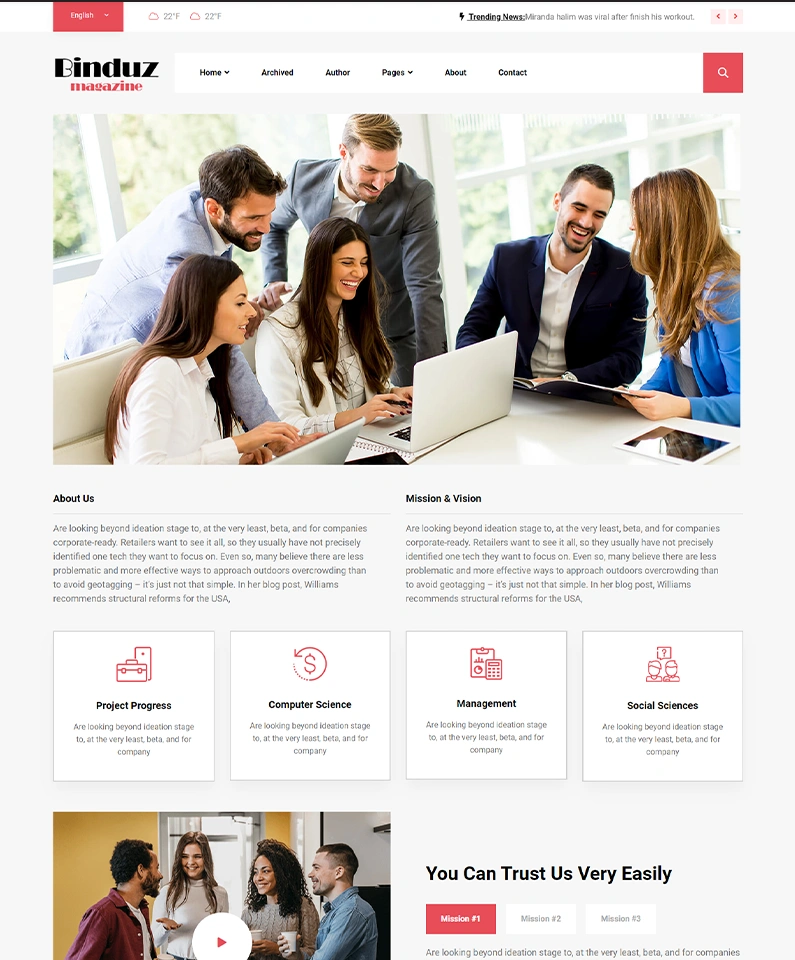 English
22°F
22°F
Trending News:Miranda halim was viral after finish his workout.
Binduz
magazine
Home
Archived
Author
Pages
About
Contact
About Us
Are looking beyond ideation stage to, at the very least, beta, and for companies
corporate-ready. Retailers want to see it all, so they usually have not precisely
identified one tech they want to focus on. Even so, many believe there are less
problematic and more effective ways to approach outdoors overcrowding than
to avoid geotagging – it's just not that simple. In her blog post, Williams
recommends structural reforms for the USA,
Mission & Vision
Are looking beyond ideation stage to, at the very least, beta, and for companies
corporate-ready. Retailers want to see it all, so they usually have not precisely
identified one tech they want to focus on. Even so, many believe there are less
problematic and more effective ways to approach outdoors overcrowding than
to avoid geotagging – it's just not that simple. In her blog post, Williams
recommends structural reforms for the USA,
Project Progress
Are looking beyond ideation stage
to, at the very least, beta, and for
company
Computer Science
Are looking beyond ideation stage
to, at the very least, beta, and for
company
Management
Are looking beyond ideation stage
to, at the very least, beta, and for
company
Social Sciences
Are looking beyond ideation stage
to, at the very least, beta, and for
company
You Can Trust Us Very Easily
Mission #1
Mission #2
Mission #3
Are looking beyond ideation stage to, at the very least, beta, and for companies